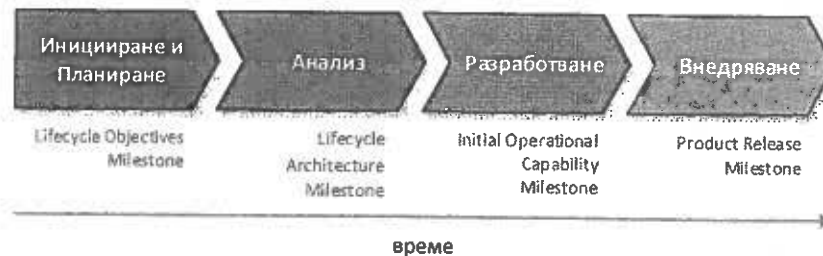 Иницииране и
Планиране
Анализ
Разработване
Внедряване
Lifecycle Objectives
Milestone
Lifecycle
Architecture
Milestone
Initial Operational
Capability
Milestone
Product Release
Milestone
време